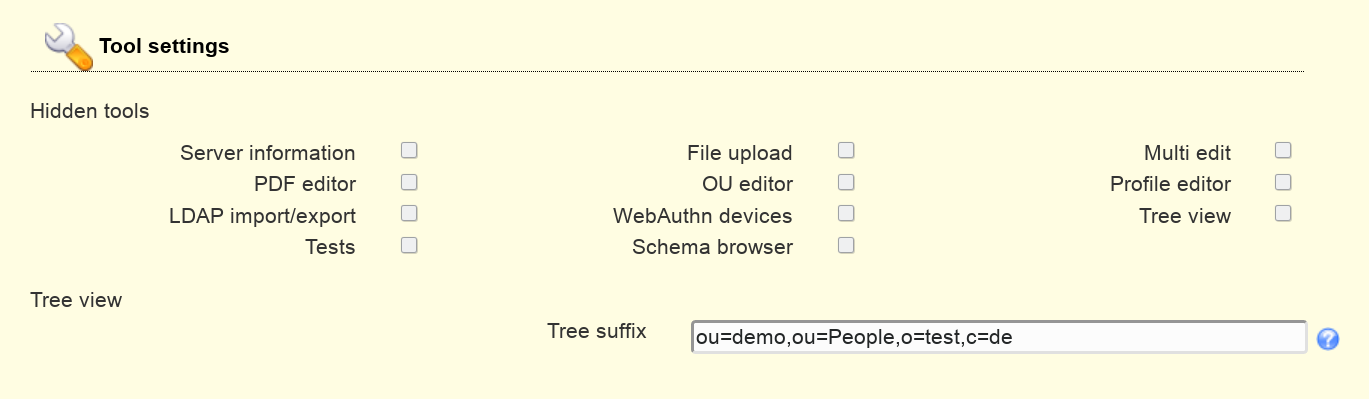 Tool settings
Hidden tools
Server information File upload Multi edit
PDF editor OU editor Profile editor
LDAP import/export WebAuthn devices Tree view
Tests Schema browser
Tree view
Tree suffix ou=demo,ou=People,o=test,c=de ?